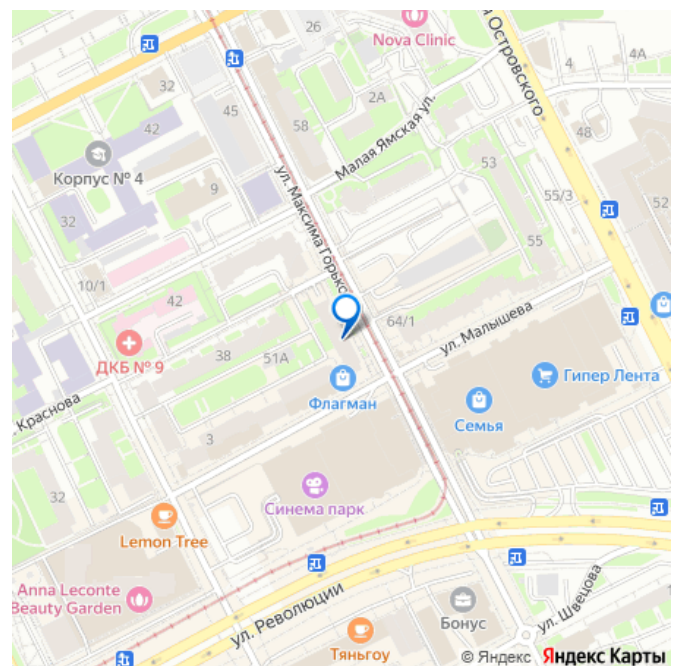 26
Nova Clinic
я Островского
4
4А
32
2А
45
58
Малая Ямская ул.
48
42
53
Корпус № 4
9
ул. Максима Горько
55/3
52
32
55
10/1
42
64/1
ул. Малышева
ДКБ № 9
38
51А
Гипер Лента
Флагман
Семья
. Краснова
3
32
Синема парк
Lemon Tree
Anna Leconte
Beauty Garden
ул. Революции
Бонус
ул. Швецова
Тяньгоу
© Яндекс Яндекс Карты